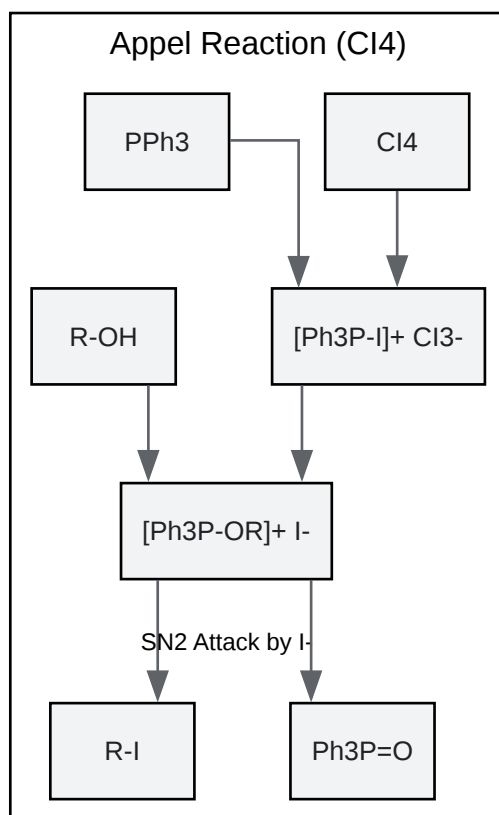 Appel Reaction (CI4)
PPh3
CI4
R-OH
[Ph3P-I]+ CI3-
[Ph3P-OR]+ I-
SN2 Attack by I-
R-I
Ph3P=O